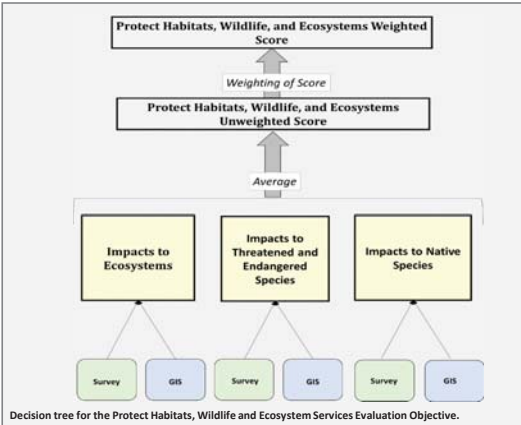 Protect Habitats, Wildlife, and Ecosystems Weighted
Score
Weighting of Score
Protect Habitats, Wildlife, and Ecosystems
Unweighted Score
Average
Impacts to
Ecosystems
Impacts to
Threatened and
Endangered
Species
Impacts to Native
Species
Survey
GIS
Survey
GIS
Survey
GIS
Decision tree for the Protect Habitats, Wildlife and Ecosystem Services Evaluation Objective.